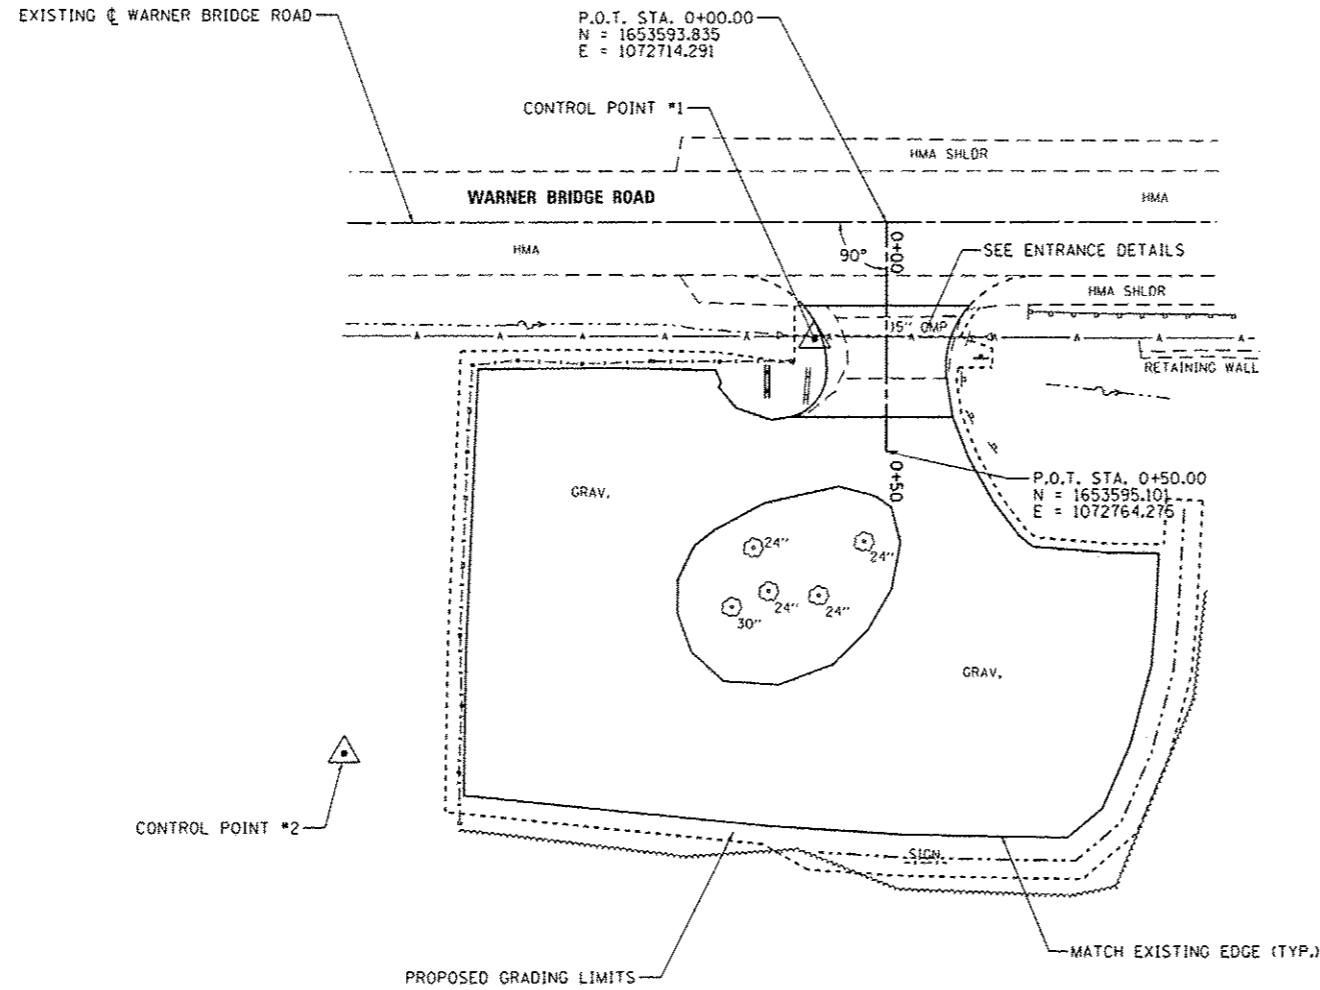 EXISTING ℄ WARNER BRIDGE ROAD
P.O.T. STA. 0+00.00
N = 1653593.835
E = 1072714.291
CONTROL POINT #1
HMA SHLDR
WARNER BRIDGE ROAD
HMA
HMA
90°
0+00
SEE ENTRANCE DETAILS
HMA SHLDR
15" CMP
RETAINING WALL
P.O.T. STA. 0+50.00
N = 1653595.101
E = 1072764.275
0+50
GRAV.
24"
24"
24"
24"
30"
GRAV.
CONTROL POINT #2
SIGN
MATCH EXISTING EDGE (TYP.)
PROPOSED GRADING LIMITS